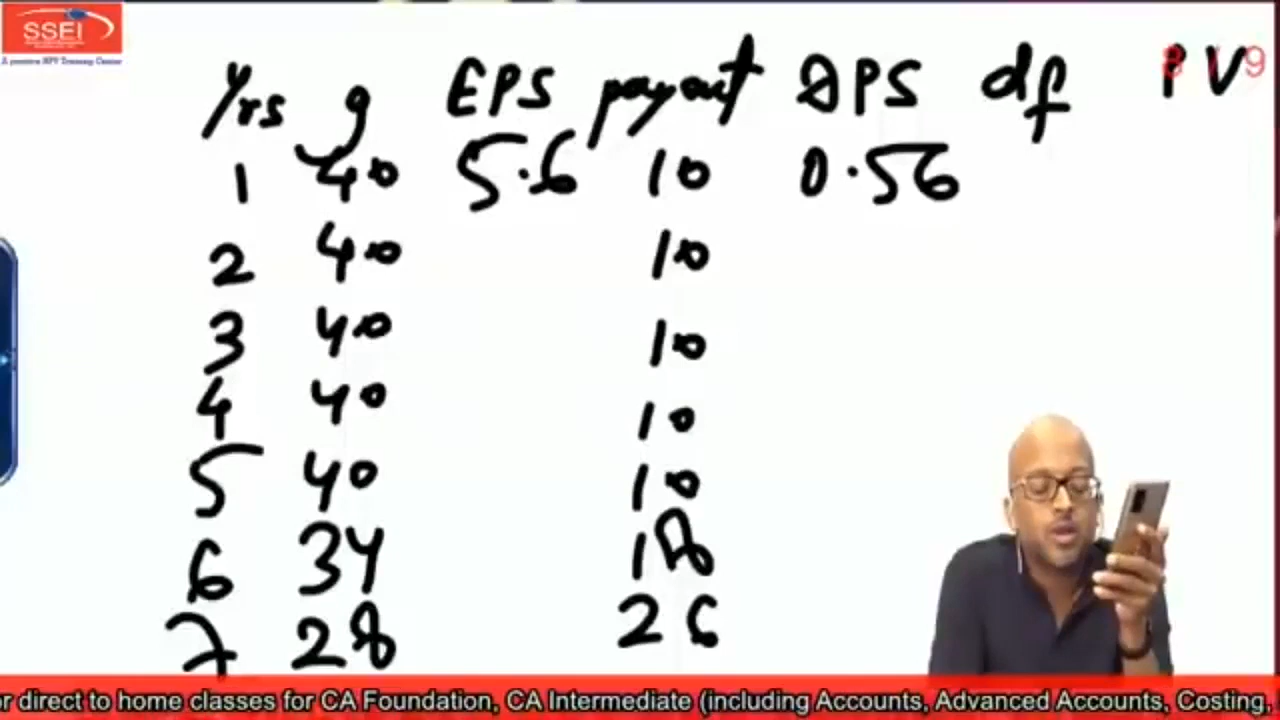 SSEI
Yrs g EPS payout DPS df PV
1 40 5.6 10 0.56
2 40 10
3 40 10
4 40 10
5 40 10
6 34 18
7 28 26
or direct to home classes for CA Foundation, CA Intermediate (including Accounts, Advanced Accounts, Costing,